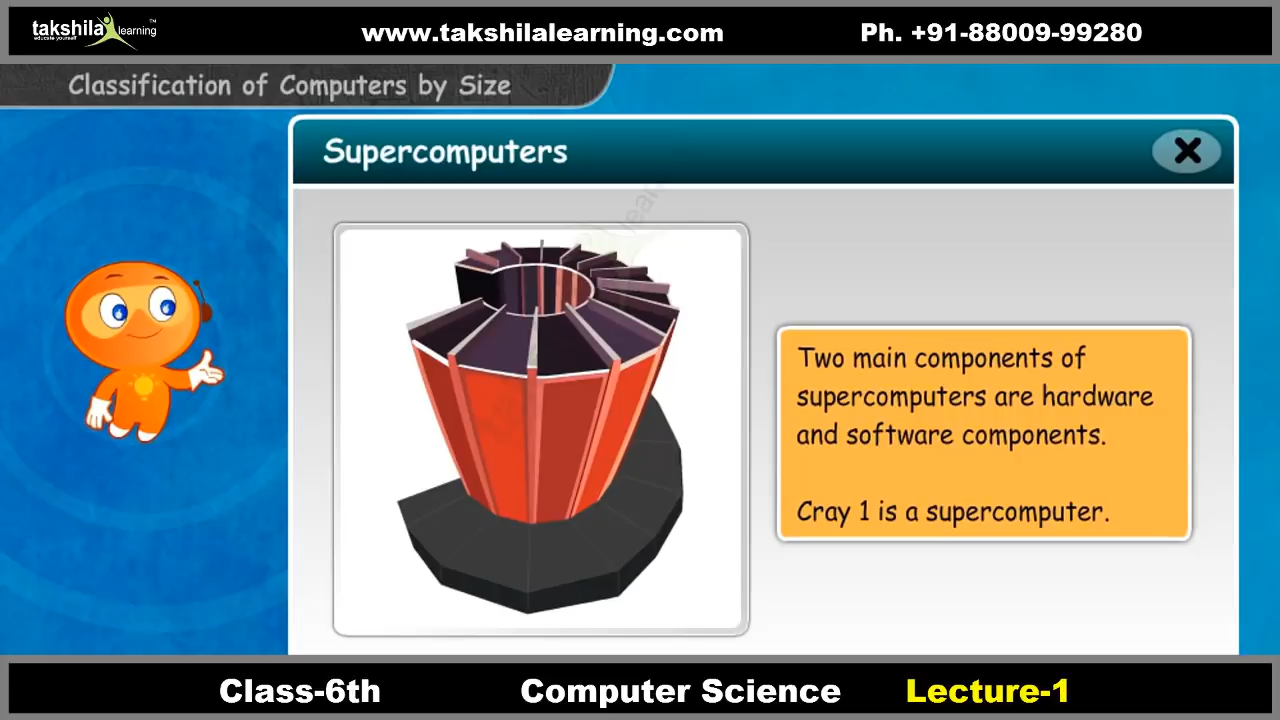 takshila learning
TM
educate yourself
www.takshilalearning.com
Ph. +91-88009-99280
Classification of Computers by Size
Supercomputers
Two main components of
supercomputers are hardware
and software components.
Cray 1 is a supercomputer.
Class-6th
Computer Science
Lecture-1